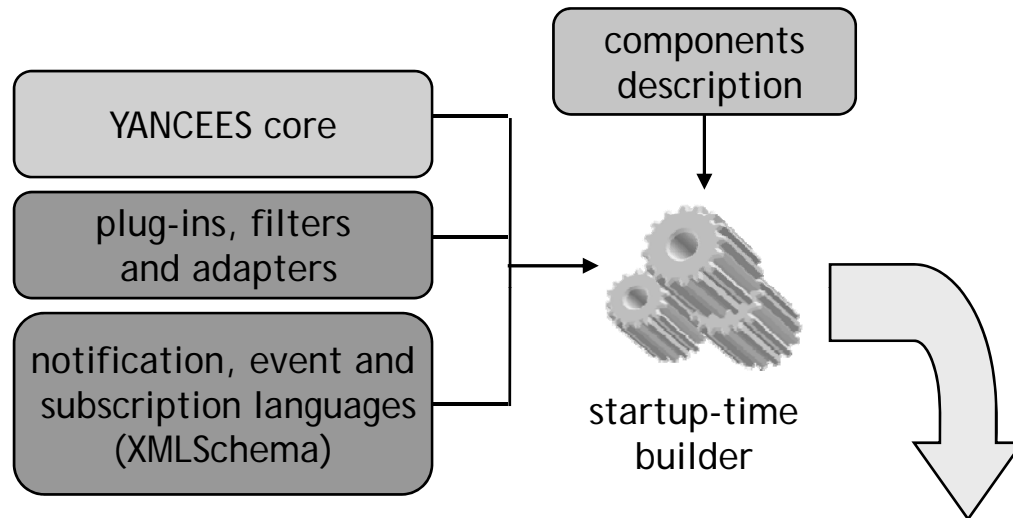 components
description
YANCEES core
plug-ins, filters
and adapters
notification, event and
subscription languages
(XMLSchema)
startup-time
builder